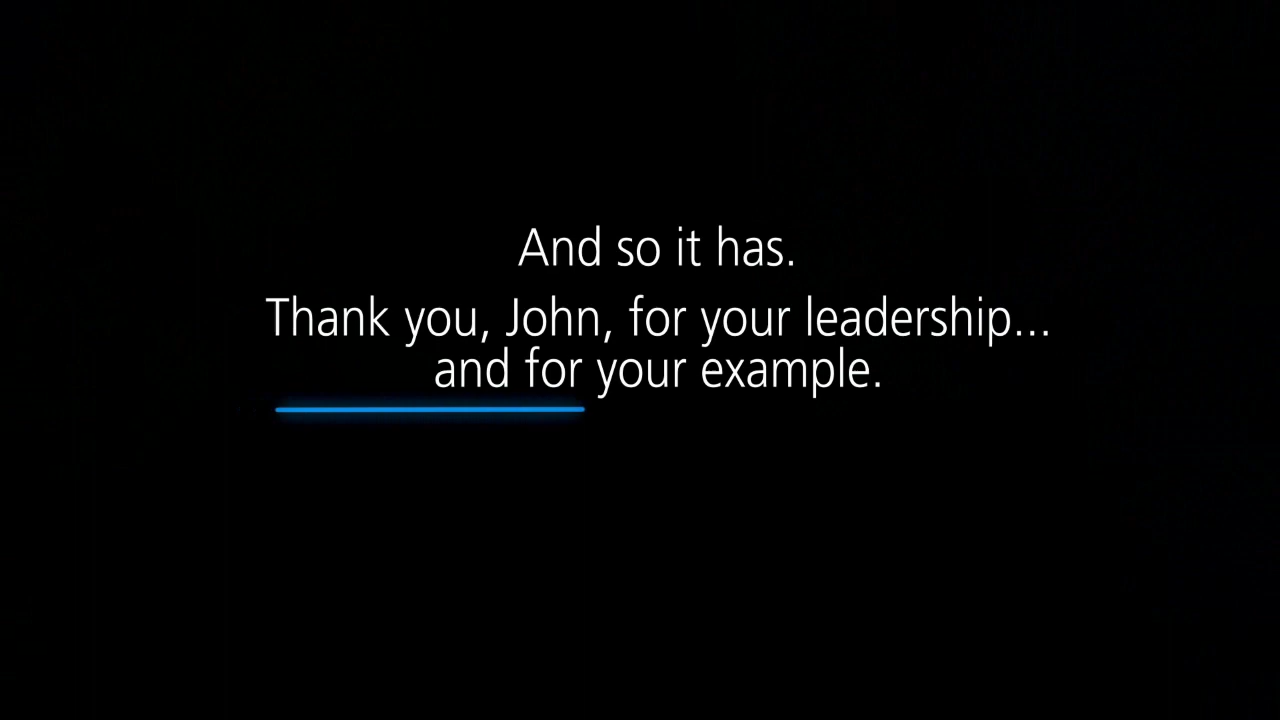 And so it has.
Thank you, John, for your leadership...
and for your example.